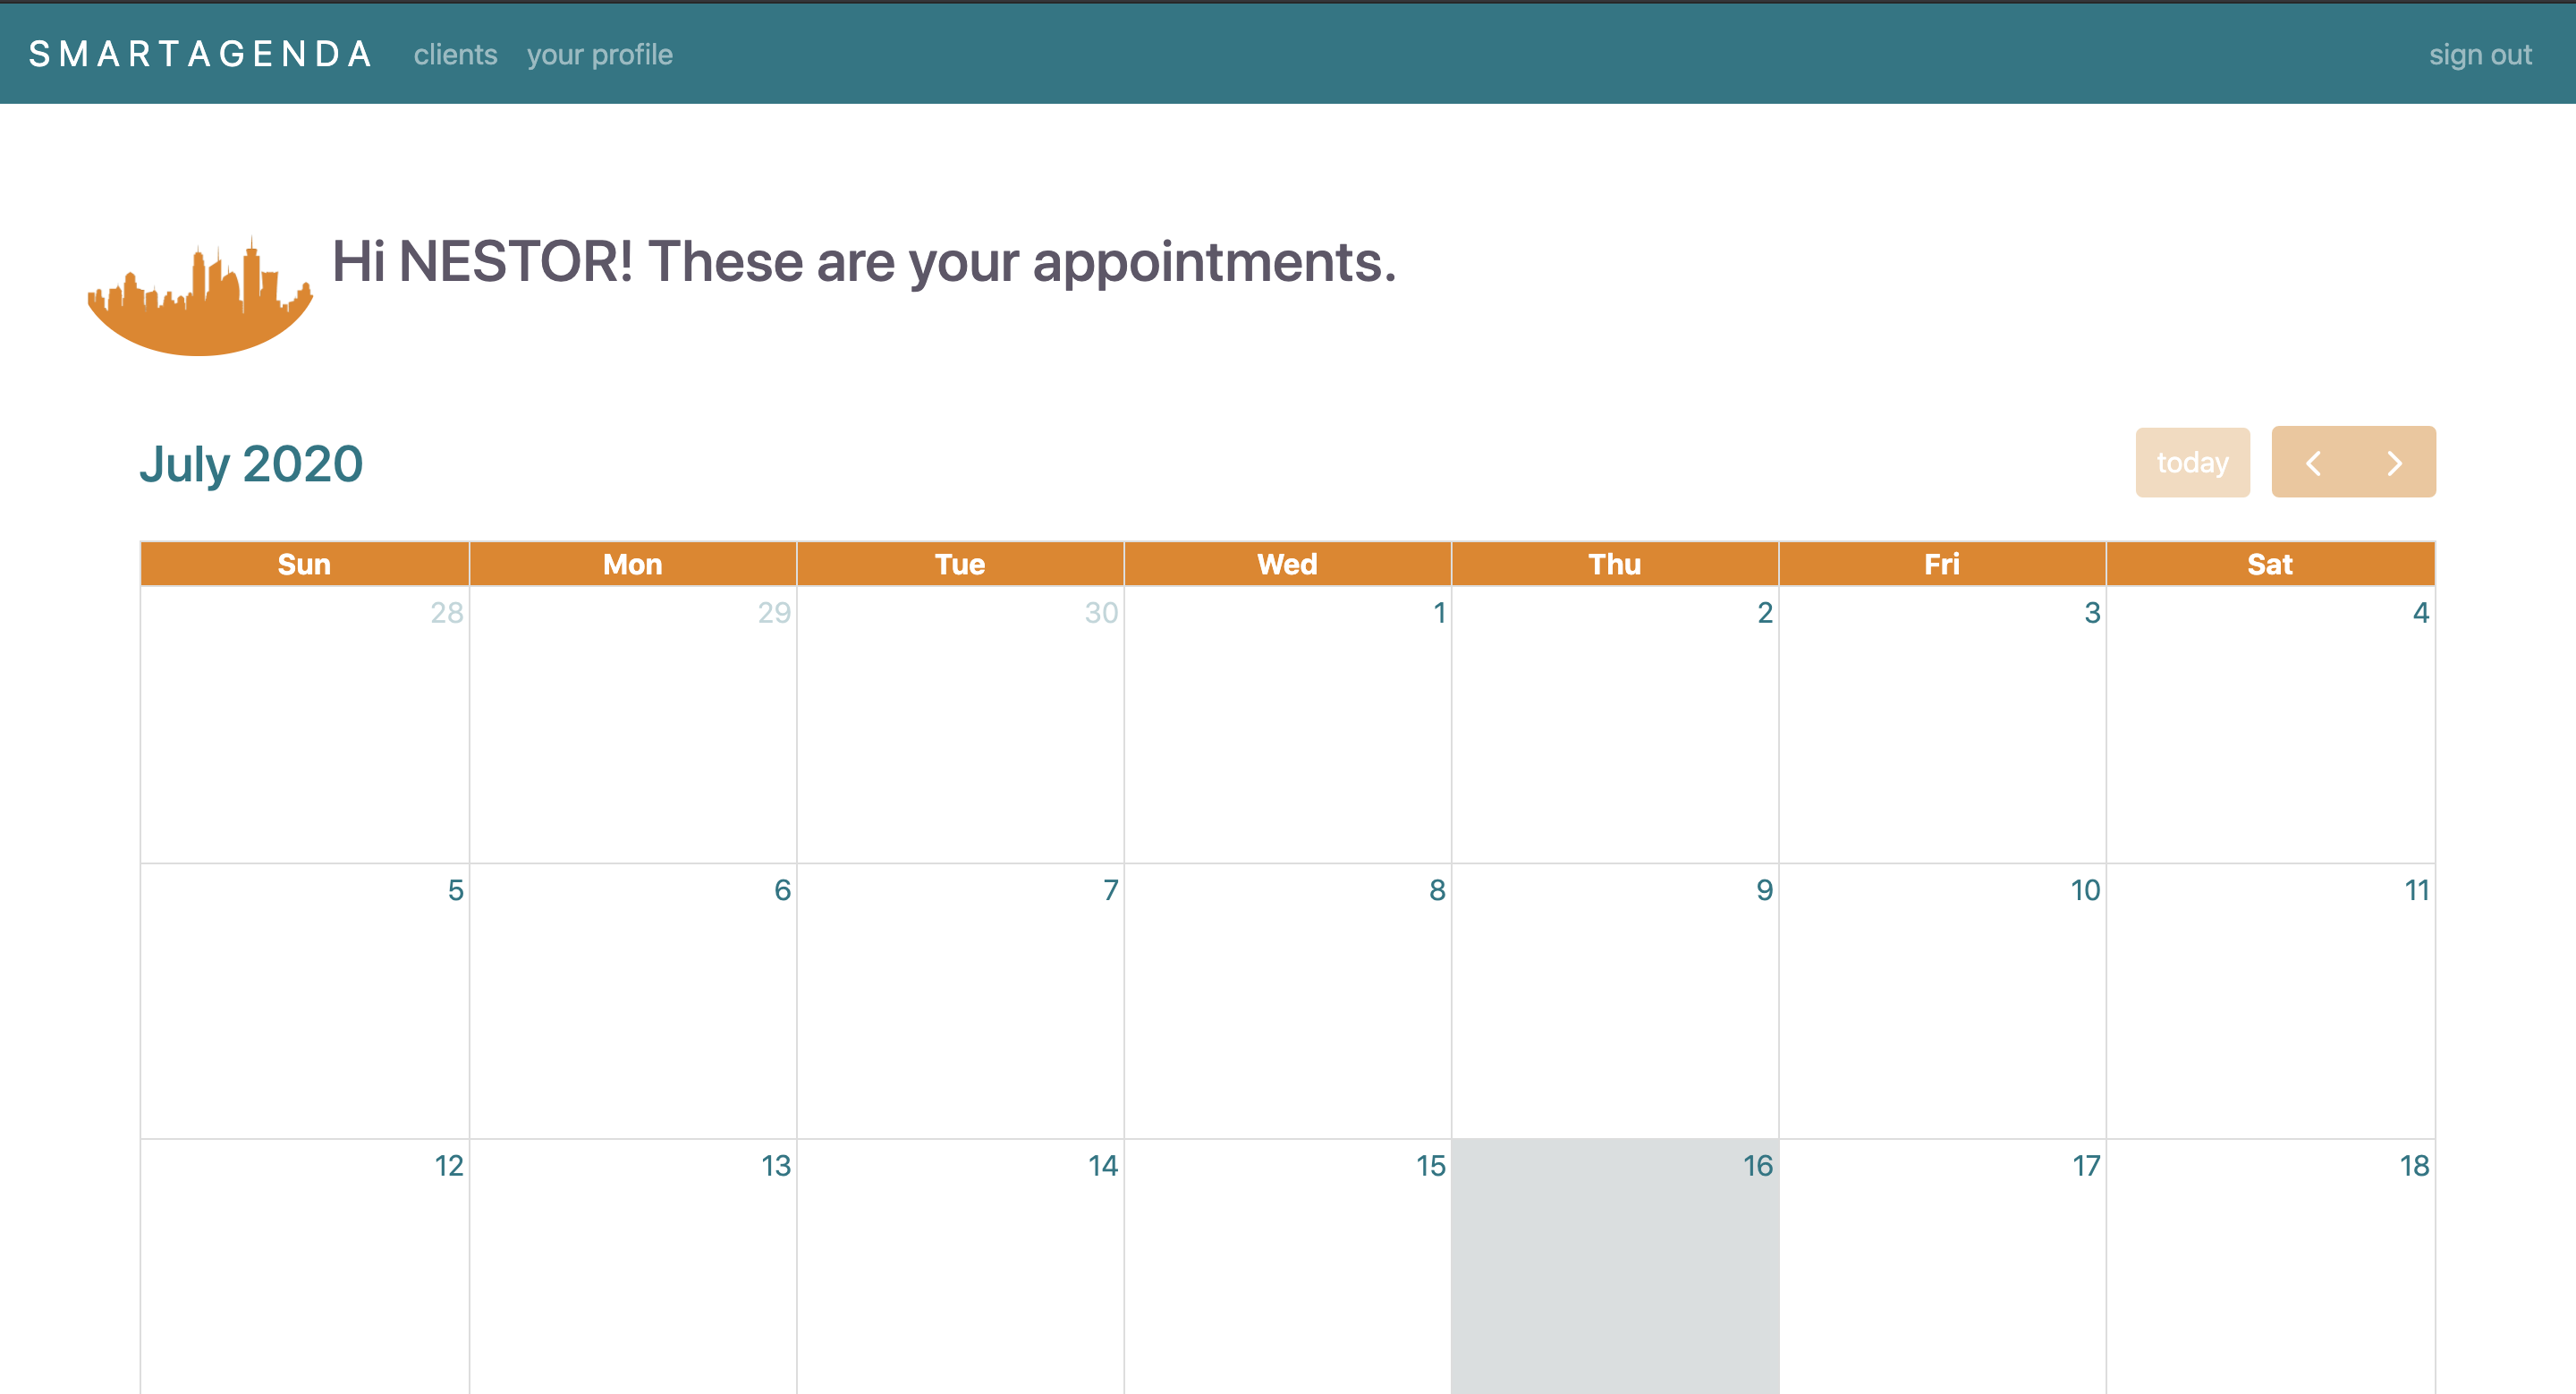 SMARTAGENDA clients your profile sign out
Hi NESTOR! These are your appointments.
July 2020 today
Sun Mon Tue Wed Thu Fri Sat
28 29 30 1 2 3 4
5 6 7 8 9 10 11
12 13 14 15 16 17 18